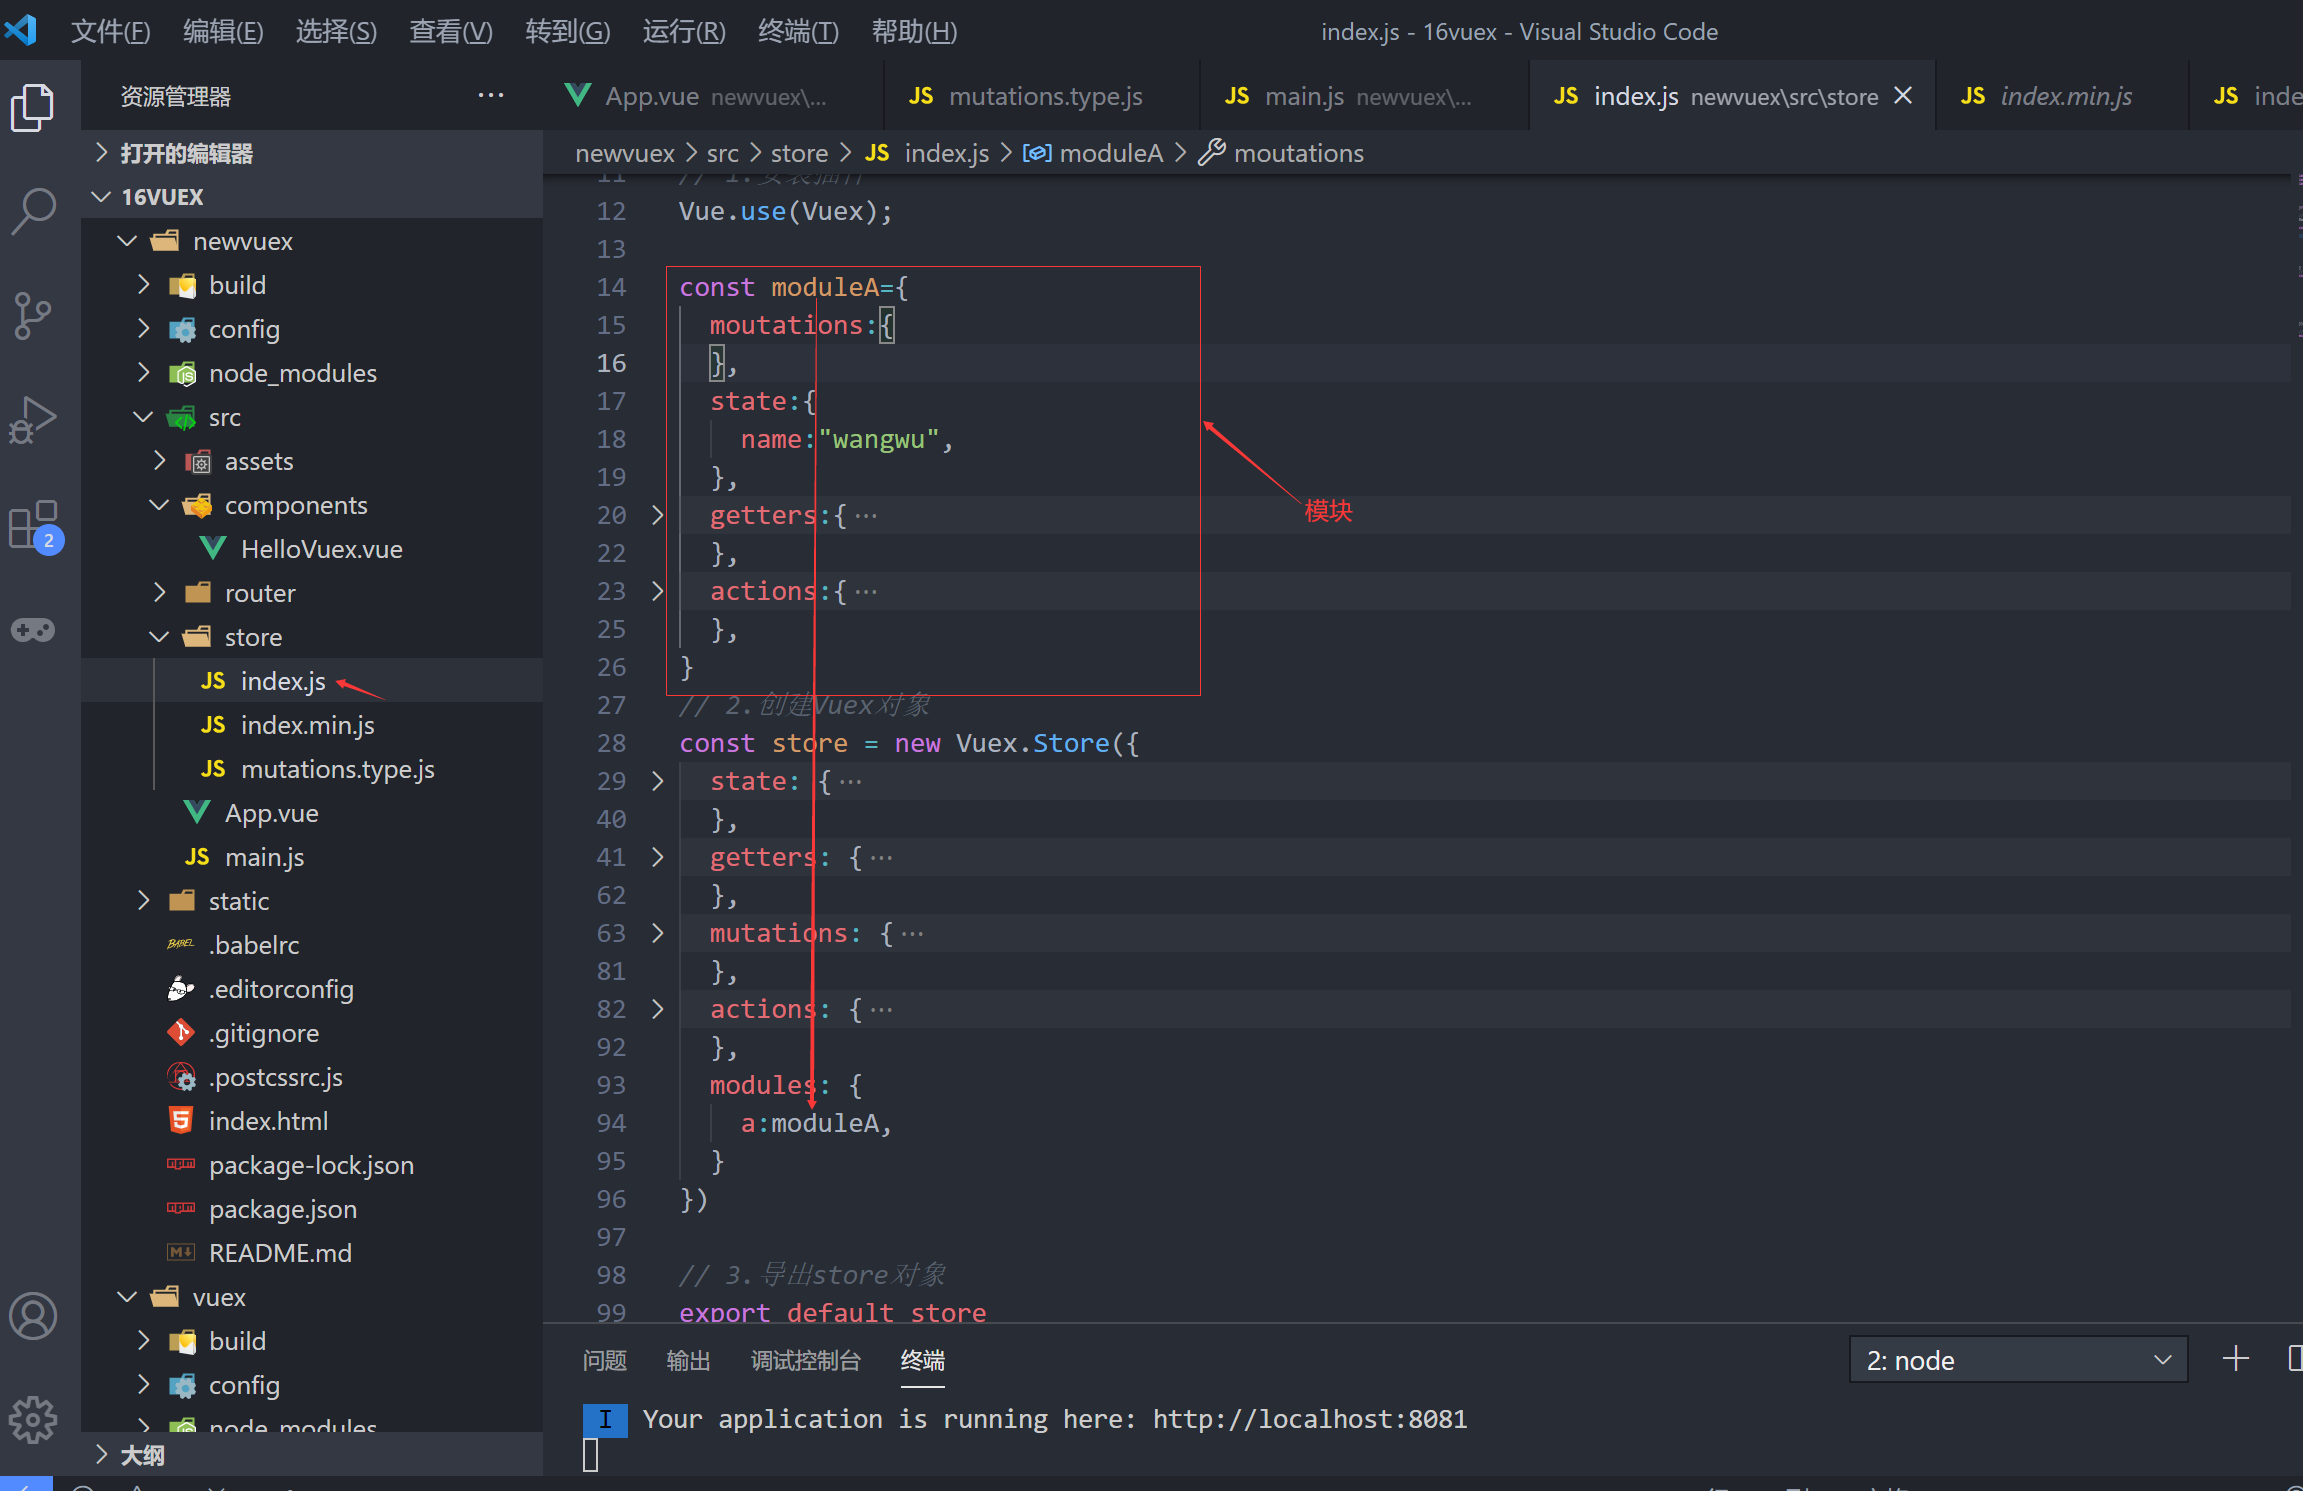 文件(F) 编辑(E) 选择(S) 查看(V) 转到(G) 运行(R) 终端(T) 帮助(H)
index.js - 16vuex - Visual Studio Code
资源管理器 ···
App.vue newvuex\...
mutations.type.js
main.js newvuex\...
index.js newvuex\src\store
index.min.js
打开的编辑器
16VUEX
newvuex
build
config
node_modules
src
assets
components
HelloVuex.vue
router
store
index.js
index.min.js
mutations.type.js
App.vue
main.js
static
.babelrc
.editorconfig
.gitignore
.postcssrc.js
index.html
package-lock.json
package.json
README.md
vuex
build
config
node_modules
大纲
2
newvuex > src > store > JS index.js > moduleA > moutations
11 // 1.安装插件
12 Vue.use(Vuex);
13
14 const moduleA={
15 moutations:{
16 },
17 state:{
18 name:"wangwu",
19 },
20 getters:{ ···
22 },
23 actions:{ ···
25 },
26 }
模块
27 // 2.创建Vuex对象
28 const store = new Vuex.Store({
29 state: { ···
40 },
41 getters: { ···
62 },
63 mutations: { ···
81 },
82 actions: { ···
92 },
93 modules: {
94 a:moduleA,
95 }
96 })
97
98 // 3.导出store对象
99 export default store
问题 输出 调试控制台 终端
2: node
I Your application is running here: http://localhost:8081